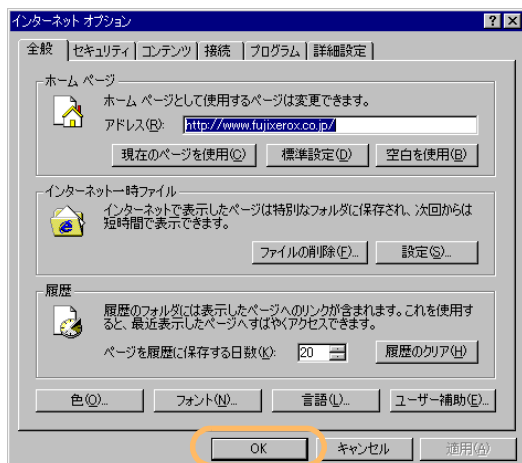 インターネット オプション
全般 セキュリティ コンテンツ 接続 プログラム 詳細設定
ホーム ページ
ホーム ページとして使用するページは変更できます。
アドレス(R): http://www.fujixerox.co.jp/
現在のページを使用(C) 標準設定(D) 空白を使用(B)
インターネット一時ファイル
インターネットで表示したページは特別なフォルダに保存され、次回からは
短時間で表示できます。
ファイルの削除(F)... 設定(S)...
履歴
履歴のフォルダには表示したページへのリンクが含まれます。これを使用す
ると、最近表示したページへすばやくアクセスできます。
ページを履歴に保存する日数(K): 20 履歴のクリア(H)
色(O)... フォント(N)... 言語(L)... ユーザー補助(E)...
OK キャンセル 適用(A)